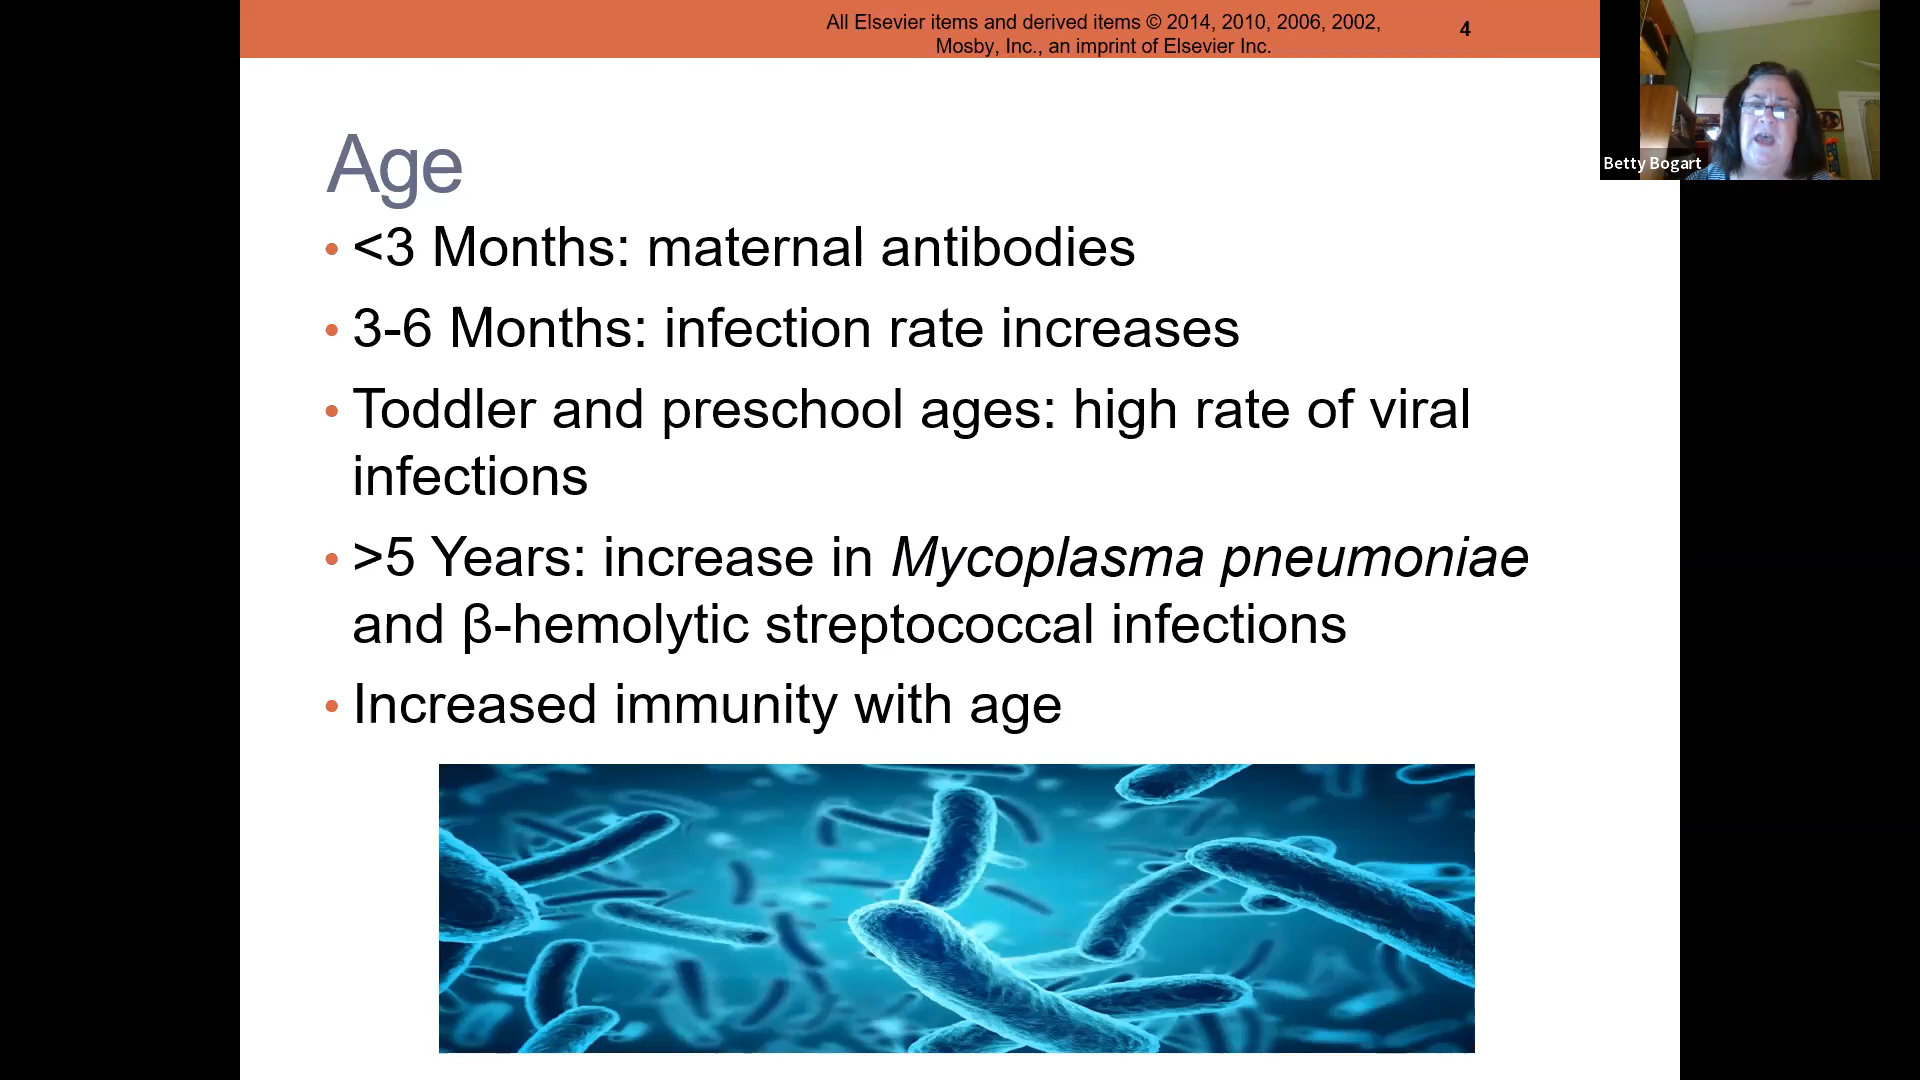 All Elsevier items and derived items © 2014, 2010, 2006, 2002,
Mosby, Inc., an imprint of Elsevier Inc.
4
Betty Bogart
Age
• <3 Months: maternal antibodies
• 3-6 Months: infection rate increases
• Toddler and preschool ages: high rate of viral
infections
• >5 Years: increase in Mycoplasma pneumoniae
and β-hemolytic streptococcal infections
• Increased immunity with age